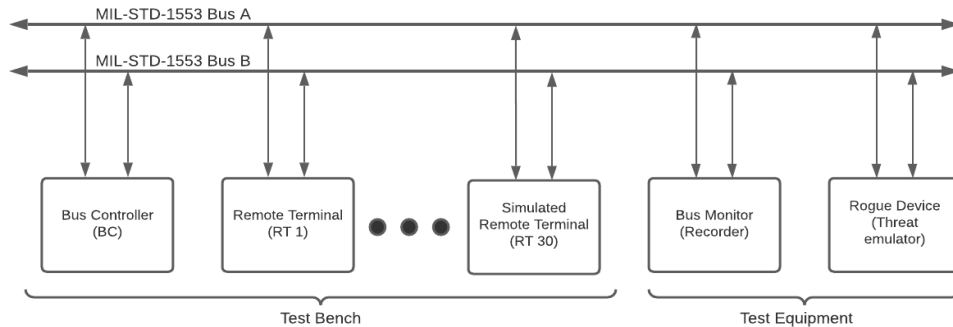 MIL-STD-1553 Bus A
MIL-STD-1553 Bus B
Bus Controller
(BC)
Remote Terminal
(RT 1)
Simulated
Remote Terminal
(RT 30)
Bus Monitor
(Recorder)
Rogue Device
(Threat
emulator)
Test Bench
Test Equipment